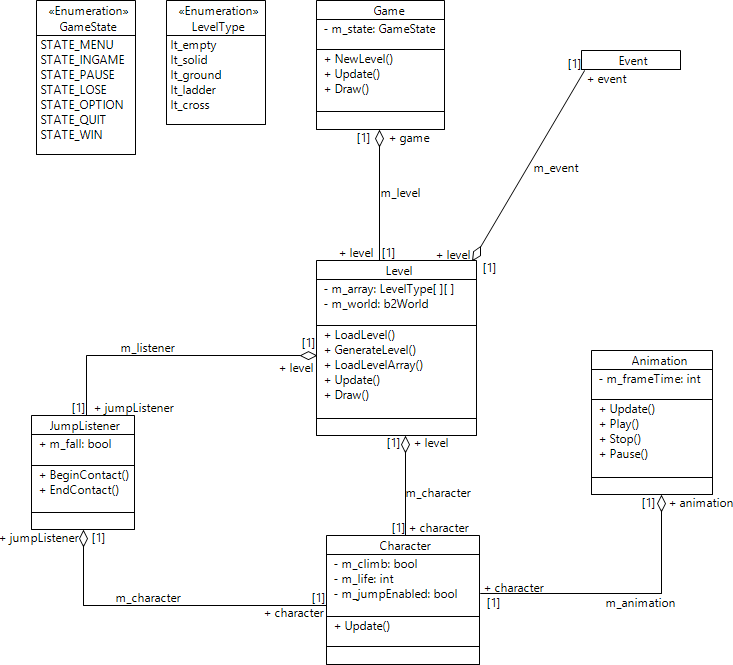 «Enumeration»
GameState
STATE_MENU
STATE_INGAME
STATE_PAUSE
STATE_LOSE
STATE_OPTION
STATE_QUIT
STATE_WIN
«Enumeration»
LevelType
lt_empty
lt_solid
lt_ground
lt_ladder
lt_cross
Game
- m_state: GameState
+ NewLevel()
+ Update()
+ Draw()
[1]
+ game
m_level
+ level
[1]
Event
[1]
+ event
m_event
+ level
[1]
Level
- m_array: LevelType[ ][ ]
- m_world: b2World
+ LoadLevel()
+ GenerateLevel()
+ LoadLevelArray()
+ Update()
+ Draw()
[1]
+ level
m_listener
[1]
+ jumpListener
JumpListener
+ m_fall: bool
+ BeginContact()
+ EndContact()
+ jumpListener
[1]
m_character
[1]
+ character
[1]
+ level
m_character
[1]
+ character
Character
- m_climb: bool
- m_life: int
- m_jumpEnabled: bool
+ Update()
Animation
- m_frameTime: int
+ Update()
+ Play()
+ Stop()
+ Pause()
[1]
+ animation
+ character
[1]
m_animation